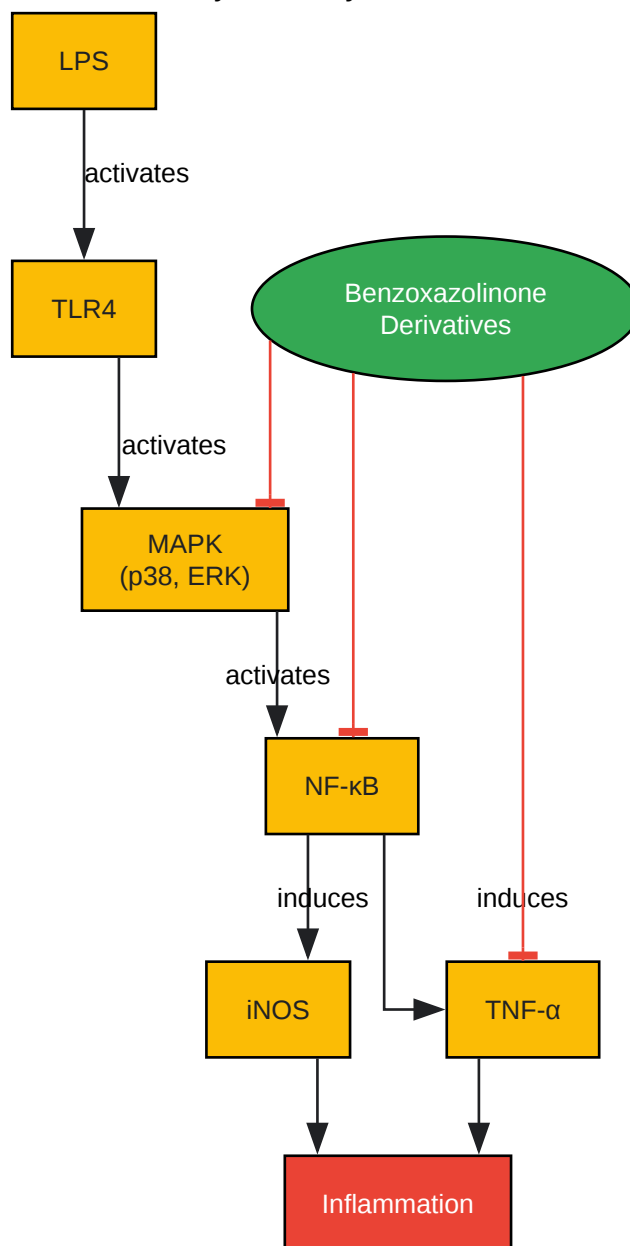 LPS
activates
TLR4
Benzoxazolinone
Derivatives
activates
MAPK
(p38, ERK)
activates
NF-κB
induces
induces
iNOS
TNF-α
Inflammation